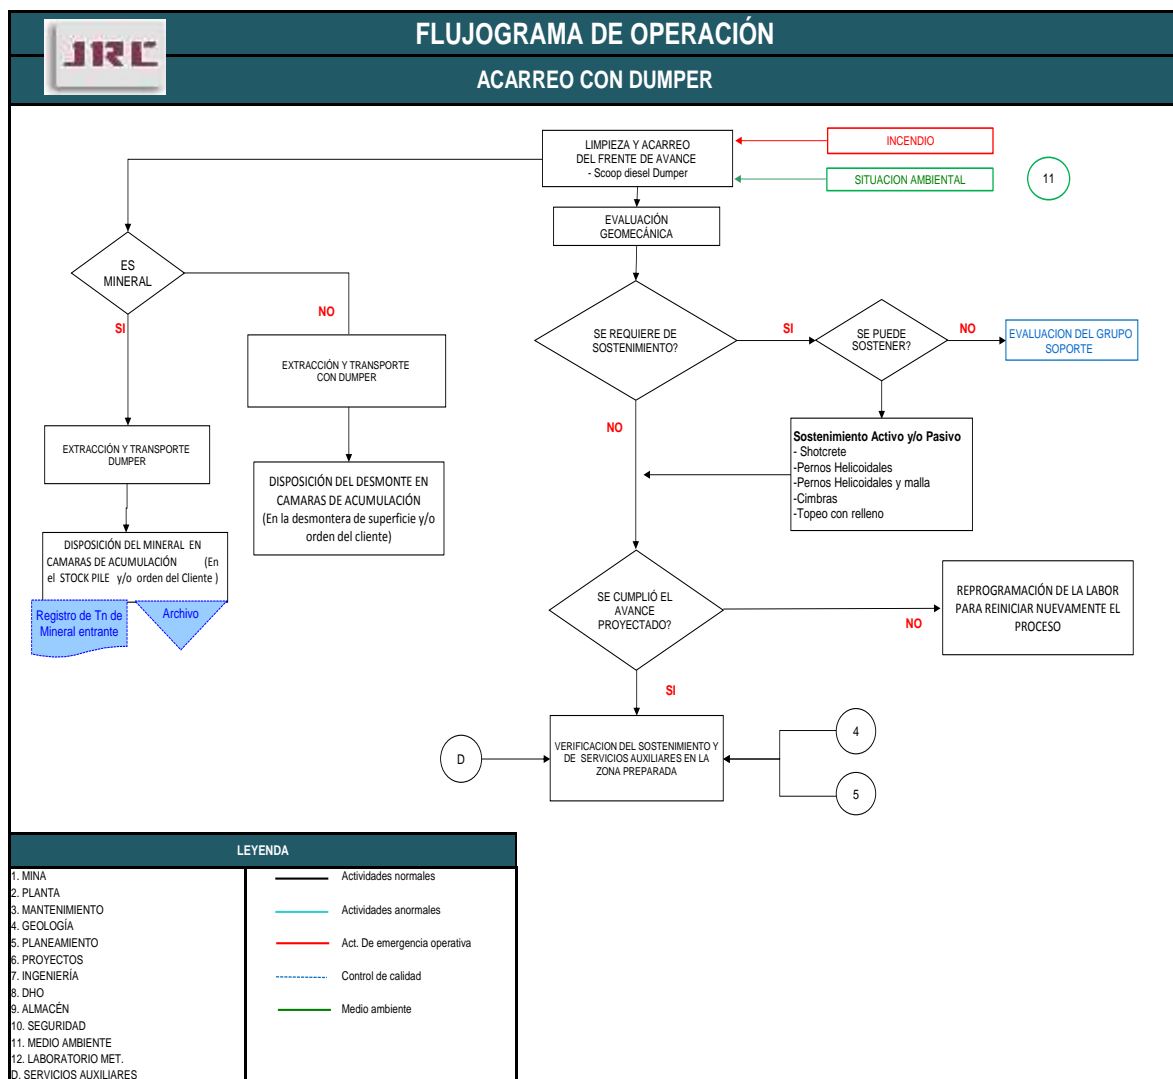 JRC
FLUJOGRAMA DE OPERACIÓN
ACARREO CON DUMPER
LIMPIEZA Y ACARREO
DEL FRENTE DE AVANCE
- Scoop diesel Dumper
INCENDIO
SITUACION AMBIENTAL
11
EVALUACIÓN
GEOMECÁNICA
ES
MINERAL
SI
NO
SE REQUIERE DE
SOSTENIMIENTO?
SI
SE PUEDE
SOSTENER?
NO
EVALUACION DEL GRUPO
SOPORTE
EXTRACCIÓN Y TRANSPORTE
CON DUMPER
EXTRACCIÓN Y TRANSPORTE
DUMPER
NO
Sostenimiento Activo y/o Pasivo
- Shotcrete
-Pernos Helicoidales
-Pernos Helicoidales y malla
-Cimbras
-Topeo con relleno
DISPOSICIÓN DEL DESMONTE EN
CAMARAS DE ACUMULACIÓN
(En la desmontera de superficie y/o
orden del cliente)
DISPOSICIÓN DEL MINERAL EN
CAMARAS DE ACUMULACIÓN (En
el STOCK PILE y/o orden del Cliente )
Registro de Tn de
Mineral entrante
Archivo
SE CUMPLIÓ EL
AVANCE
PROYECTADO?
NO
REPROGRAMACIÓN DE LA LABOR
PARA REINICIAR NUEVAMENTE EL
PROCESO
SI
D
VERIFICACION DEL SOSTENIMIENTO Y
DE SERVICIOS AUXILIARES EN LA
ZONA PREPARADA
4
5
LEYENDA
1. MINA
2. PLANTA
3. MANTENIMIENTO
4. GEOLOGÍA
5. PLANEAMIENTO
6. PROYECTOS
7. INGENIERÍA
8. DHO
9. ALMACÉN
10. SEGURIDAD
11. MEDIO AMBIENTE
12. LABORATORIO MET.
D. SERVICIOS AUXILIARES
Actividades normales
Actividades anormales
Act. De emergencia operativa
Control de calidad
Medio ambiente